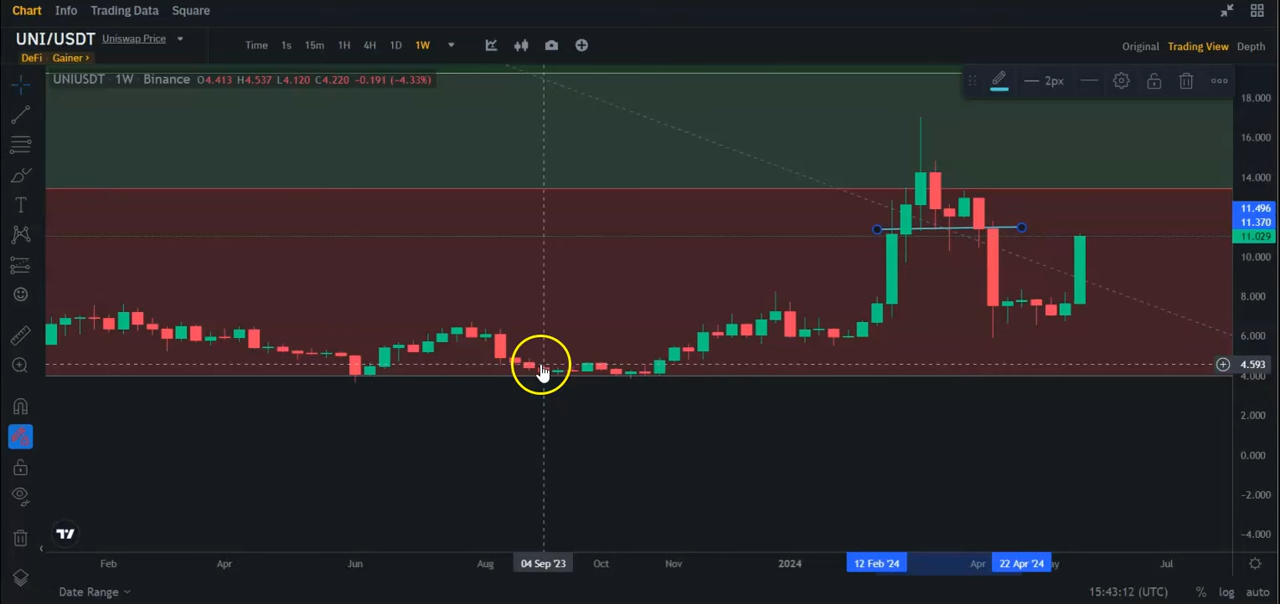 Chart Info Trading Data Square
UNI/USDT Uniswap Price
DeFi Gainer ›
Time 1s 15m 1H 4H 1D 1W
Original Trading View Depth
UNIUSDT · 1W · Binance O4.413 H4.537 L4.120 C4.220 -0.191 (-4.33%)
2px
T
18.000
16.000
14.000
11.496
11.370
11.029
10.000
8.000
6.000
4.593
4.000
2.000
0.000
-2.000
-4.000
Feb Apr Jun Aug 04 Sep '23 Oct Nov 2024 12 Feb '24 Apr 22 Apr '24 Jul
Date Range 15:43:12 (UTC) % log auto